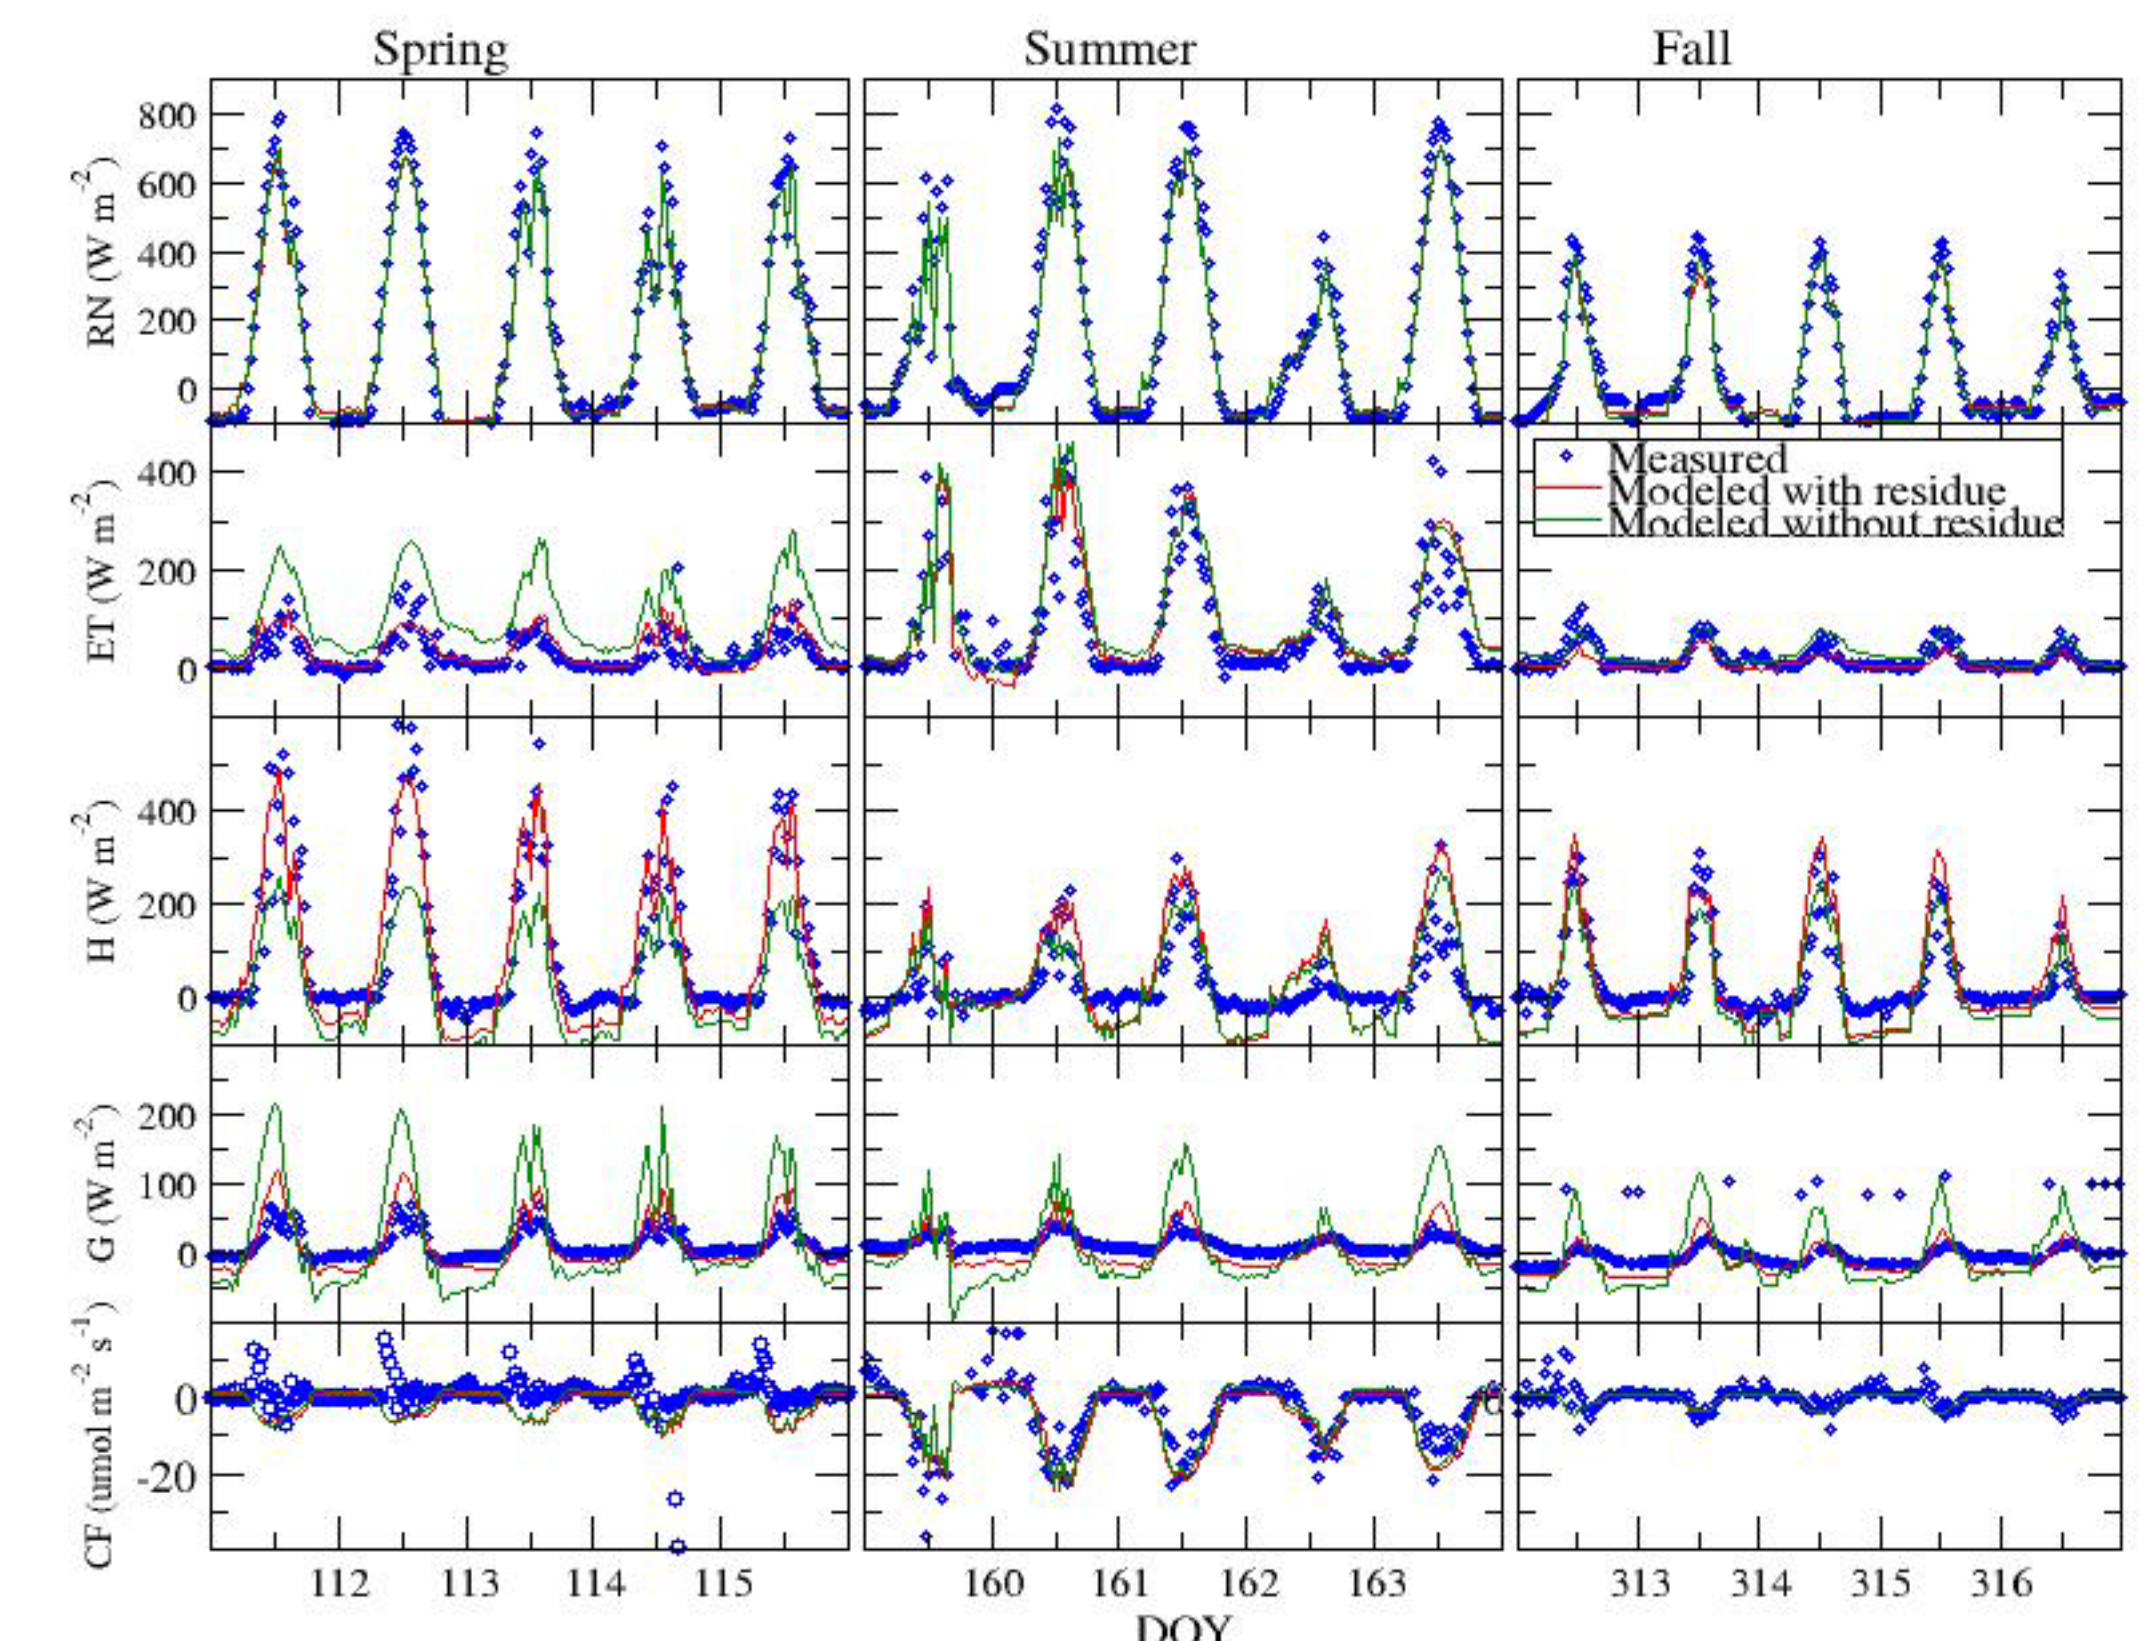 Spring Summer Fall
RN (W m-2)
800
600
400
200
0
ET (W m-2)
400
200
0
Measured
Modeled with residue
Modeled without residue
H (W m-2)
400
200
0
G (W m-2)
200
100
0
CF (umol m-2 s-1)
0
-20
112 113 114 115 160 161 162 163 313 314 315 316
DOY